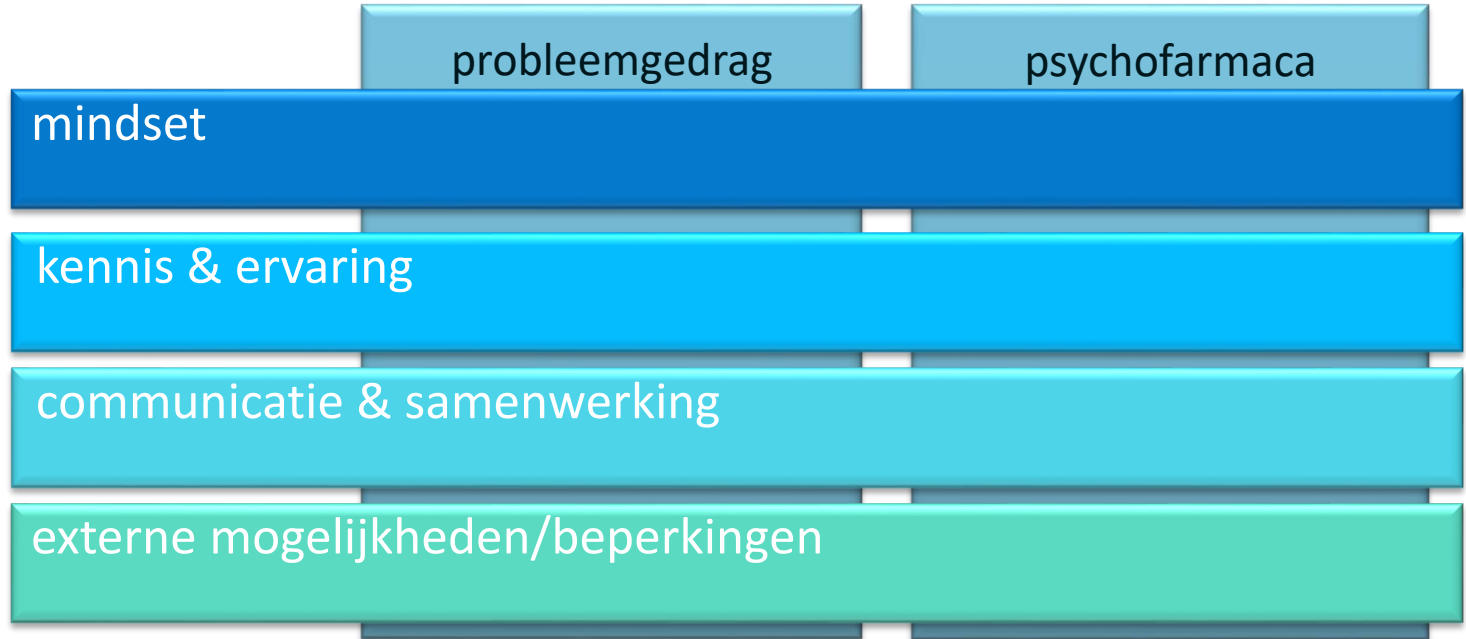 probleemgedrag
psychofarmaca
mindset
kennis & ervaring
communicatie & samenwerking
externe mogelijkheden/beperkingen